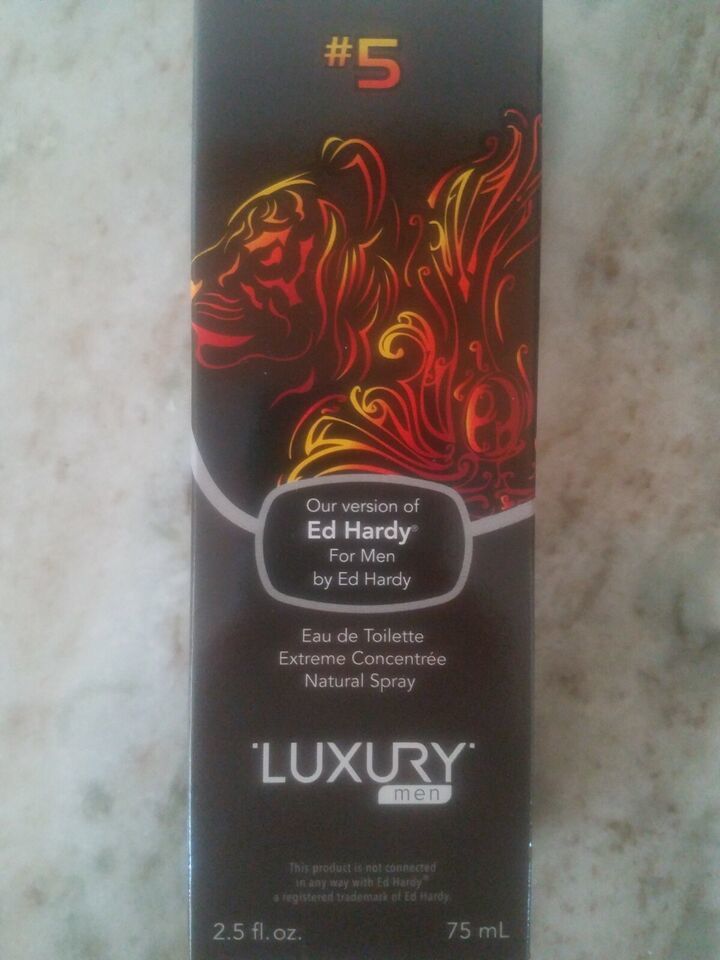 #5
Our version of
Ed Hardy®
For Men
by Ed Hardy
Eau de Toilette
Extreme Concentrée
Natural Spray
LUXURY
men
This product is not connected
in any way with Ed Hardy®
a registered trademark of Ed Hardy.
2.5 fl. oz. 75 mL